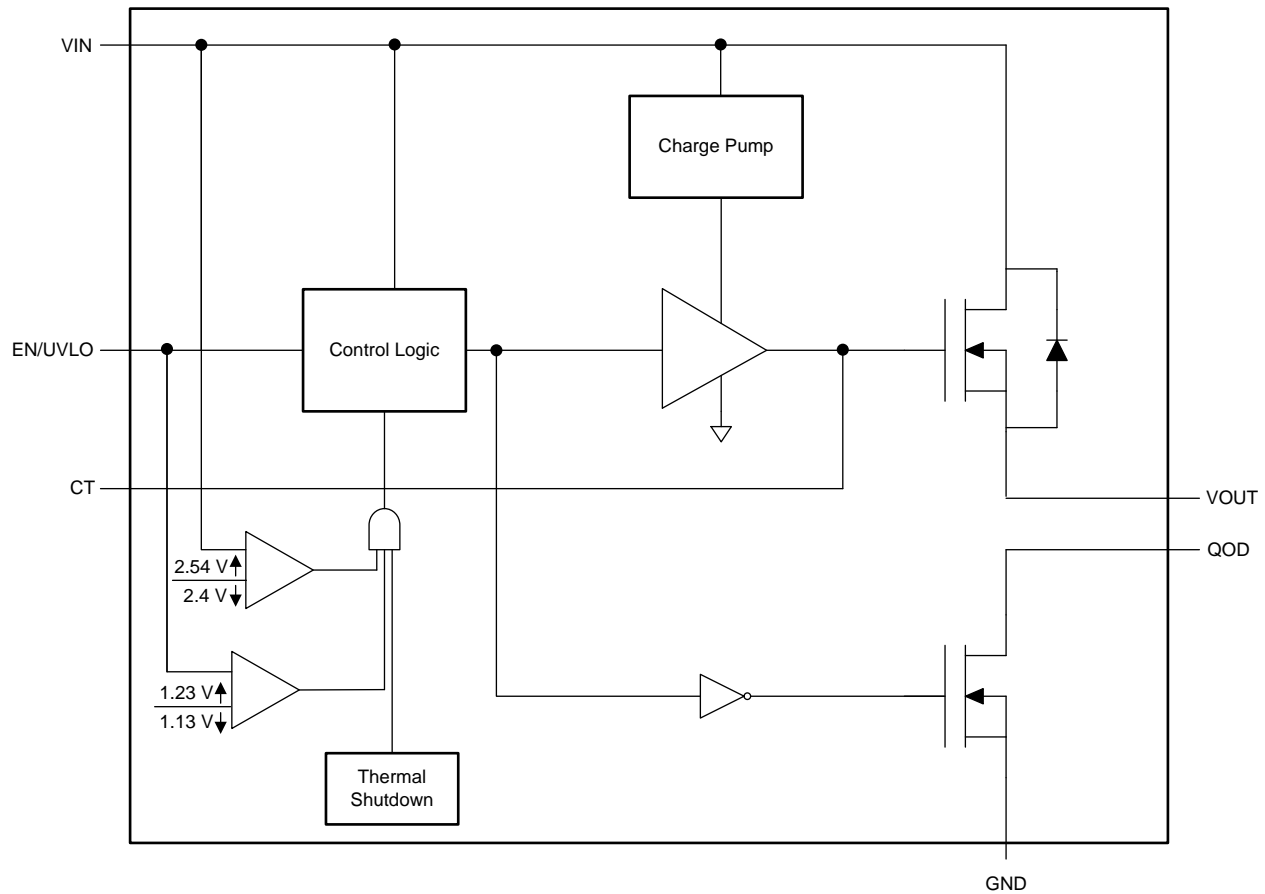 VIN
Charge Pump
EN/UVLO
Control Logic
CT
VOUT
QOD
2.54 V
2.4 V
1.23 V
1.13 V
Thermal
Shutdown
GND